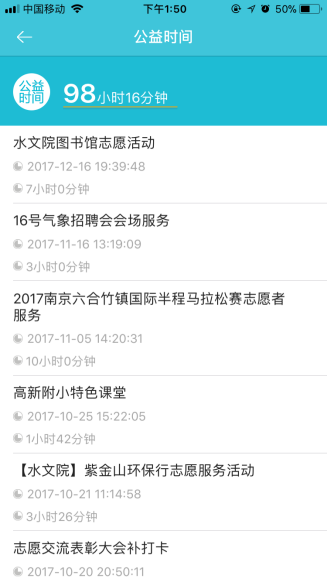 中国移动 下午1:50 50%
公益时间
公益
时间
98小时16分钟
水文院图书馆志愿活动
2017-12-16 19:39:48
7小时0分钟
16号气象招聘会会场服务
2017-11-16 13:19:09
3小时0分钟
2017南京六合竹镇国际半程马拉松赛志愿者
服务
2017-11-05 14:20:31
10小时0分钟
高新附小特色课堂
2017-10-25 15:22:05
1小时42分钟
【水文院】紫金山环保行志愿服务活动
2017-10-21 11:14:58
3小时26分钟
志愿交流表彰大会补打卡
2017-10-20 20:50:11